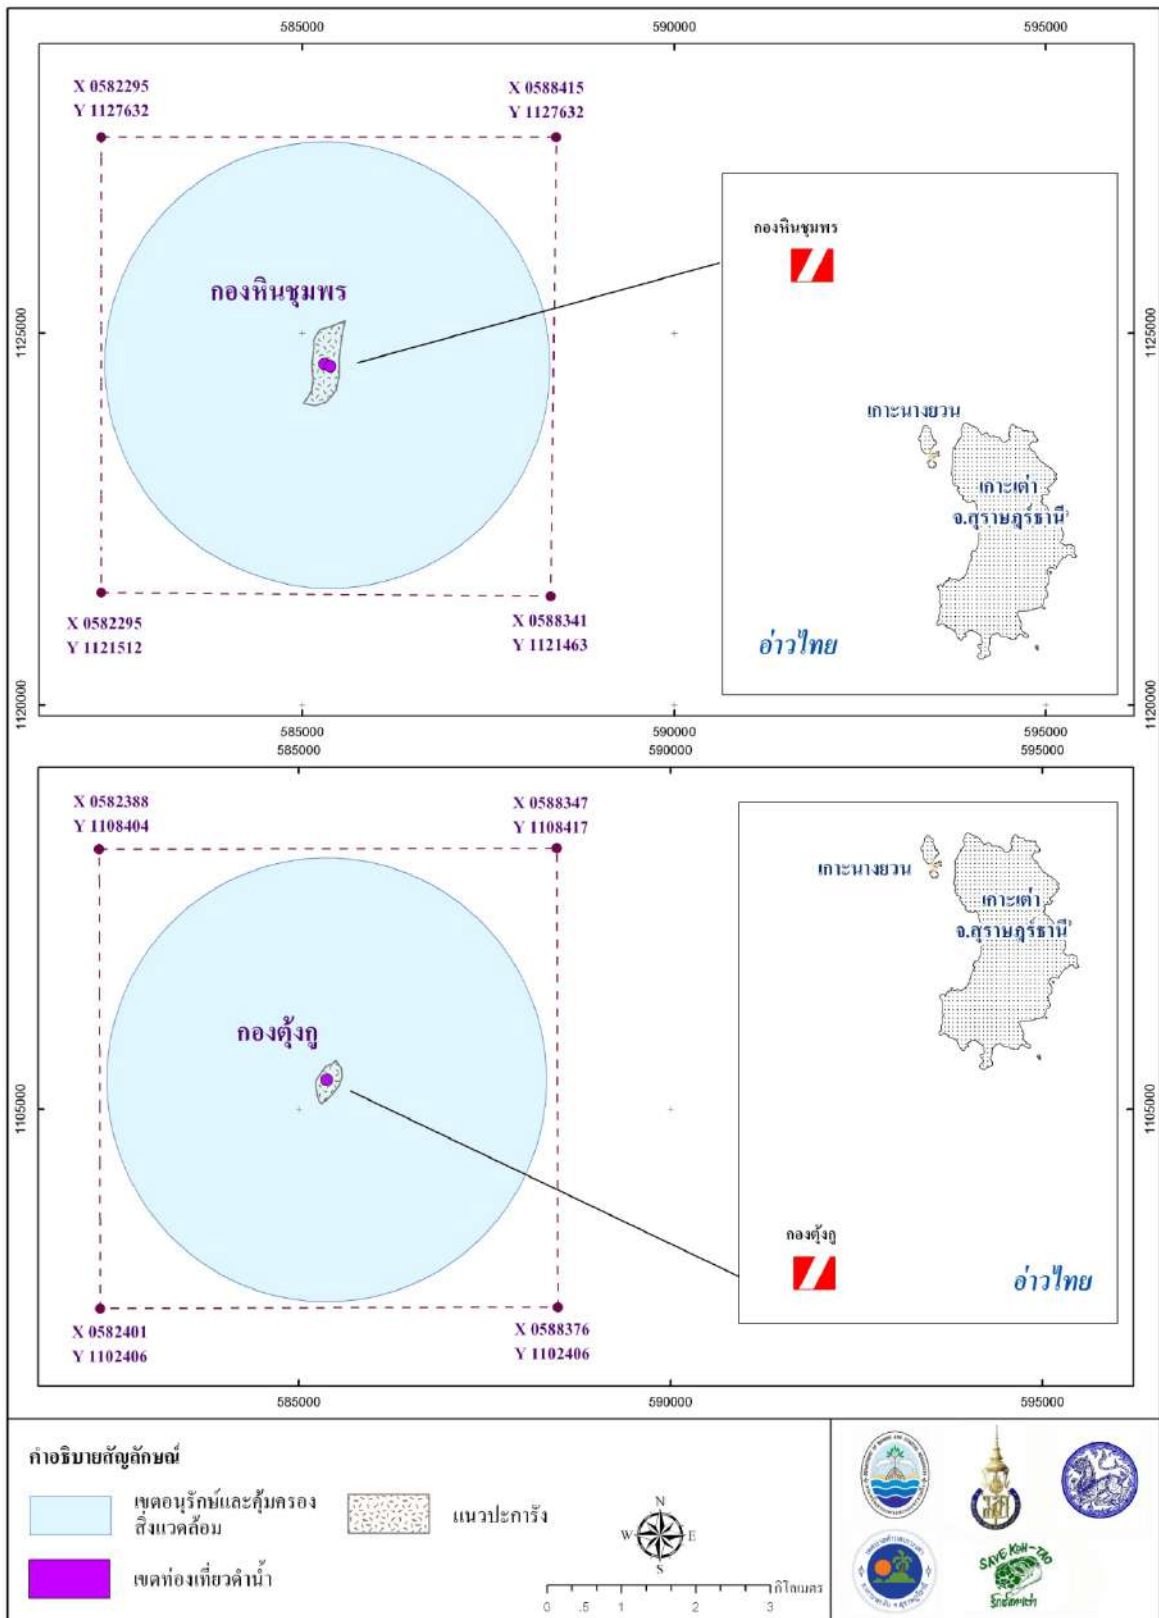 585000
590000
595000
X 0582295
Y 1127632
X 0588415
Y 1127632
กองหินชุมพร
กองหินชุมพร
1125000
1125000
เกาะนางยวน
เกาะเต่า
จ.สุราษฎร์ธานี
X 0582295
Y 1121512
X 0588341
Y 1121463
อ่าวไทย
1120000
1120000
585000
590000
595000
585000
590000
595000
X 0582388
Y 1108404
X 0588347
Y 1108417
เกาะนางยวน
เกาะเต่า
จ.สุราษฎร์ธานี
กองตุ้งกู
1105000
1105000
กองตุ้งกู
อ่าวไทย
X 0582401
Y 1102406
X 0588376
Y 1102406
585000
590000
595000
คำอธิบายสัญลักษณ์
เขตอนุรักษ์และคุ้มครอง
สิ่งแวดล้อม
แนวปะการัง
เขตท่องเที่ยวดำน้ำ
N
W
E
S
กิโลเมตร
0 .5 1 2 3
SAVE KOH-TAO
รักษ์เกาะเต่า